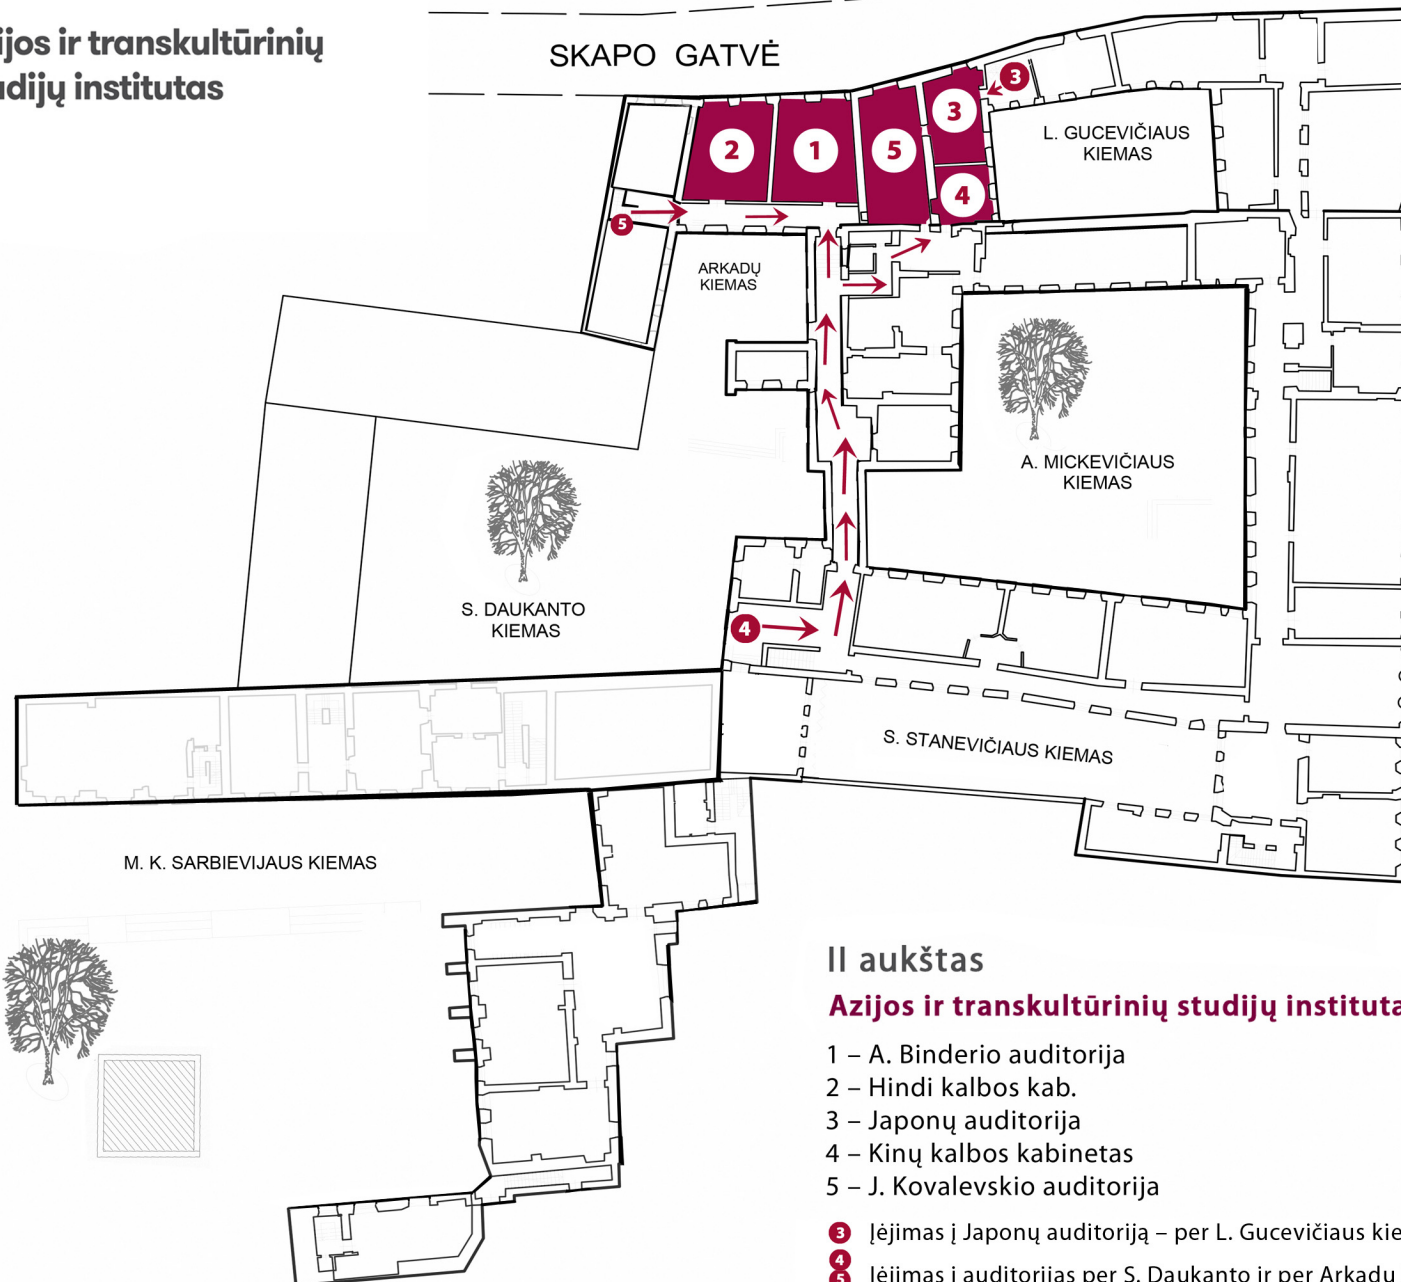 ijos ir transkultūrinių
udijų institutas
SKAPO GATVĖ
3
3
2
1
5
4
L. GUCEVIČIAUS
KIEMAS
5
ARKADŲ
KIEMAS
A. MICKEVIČIAUS
KIEMAS
S. DAUKANTO
KIEMAS
4
S. STANEVIČIAUS KIEMAS
M. K. SARBIEVIJAUS KIEMAS
II aukštas
Azijos ir transkultūrinių studijų instituta
1 – A. Binderio auditorija
2 – Hindi kalbos kab.
3 – Japonų auditorija
4 – Kinų kalbos kabinetas
5 – J. Kovalevskio auditorija
3 Įėjimas į Japonų auditoriją – per L. Gucevičiaus kie
4
5 Įėjimas į auditorijas per S. Daukanto ir per Arkadų